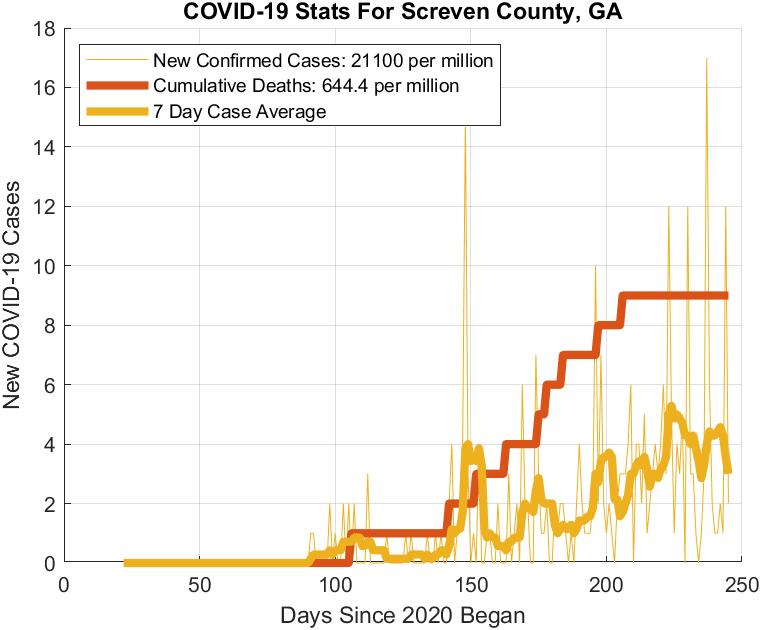 COVID-19 Stats For Screven County, GA
New Confirmed Cases: 21100 per million
Cumulative Deaths: 644.4 per million
7 Day Case Average
18
16
14
12
10
8
6
4
2
0
New COVID-19 Cases
0 50 100 150 200 250
Days Since 2020 Began